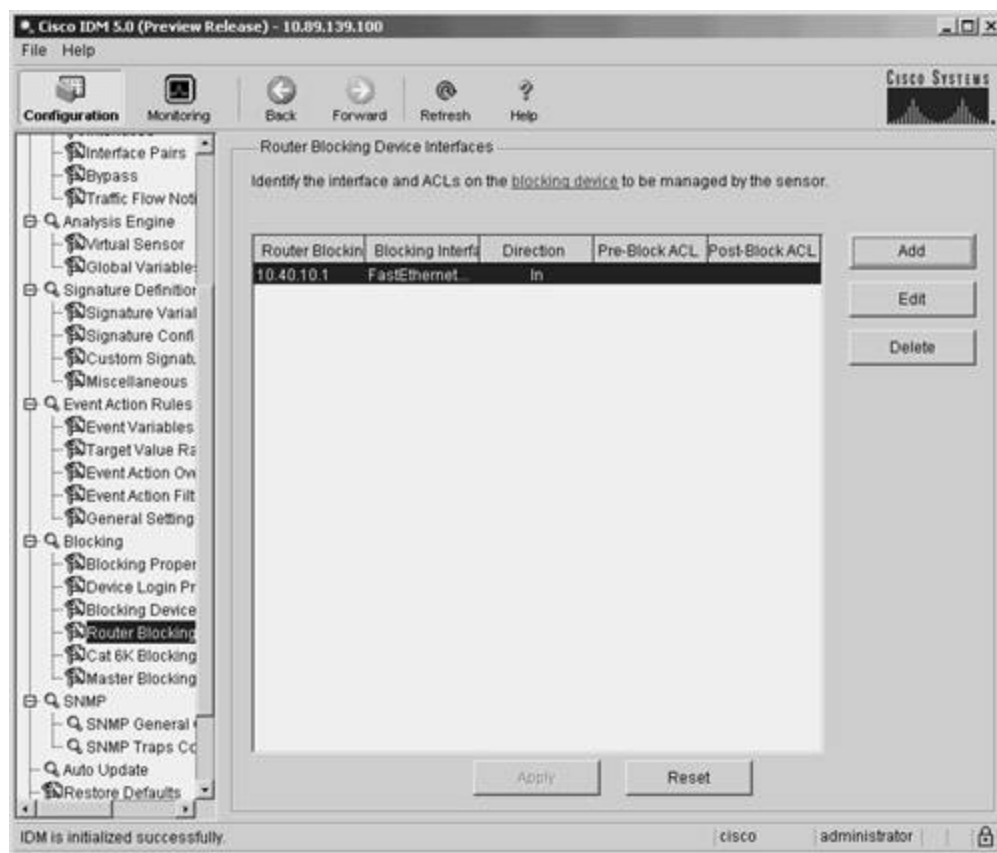 Cisco IDM 5.0 (Preview Release) - 10.89.139.100
File Help
Configuration Monitoring Back Forward Refresh Help
CISCO SYSTEMS
Interface Pairs
Bypass
Traffic Flow Noti
Analysis Engine
Virtual Sensor
Global Variable
Signature Definition
Signature Varial
Signature Confi
Custom Signat
Miscellaneous
Event Action Rules
Event Variables
Target Value Ra
Event Action Ove
Event Action Filt
General Setting
Blocking
Blocking Proper
Device Login Pr
Blocking Device
Router Blocking
Cat 6K Blocking
Master Blocking
SNMP
SNMP General
SNMP Traps Co
Auto Update
Restore Defaults
Router Blocking Device Interfaces
Identify the interface and ACLs on the blocking device to be managed by the sensor.
Router Blockin Blocking Interfa Direction Pre-Block ACL Post-Block ACL
10.40.10.1 FastEthernet... In
Add
Edit
Delete
Apply Reset
IDM is initialized successfully. cisco administrator